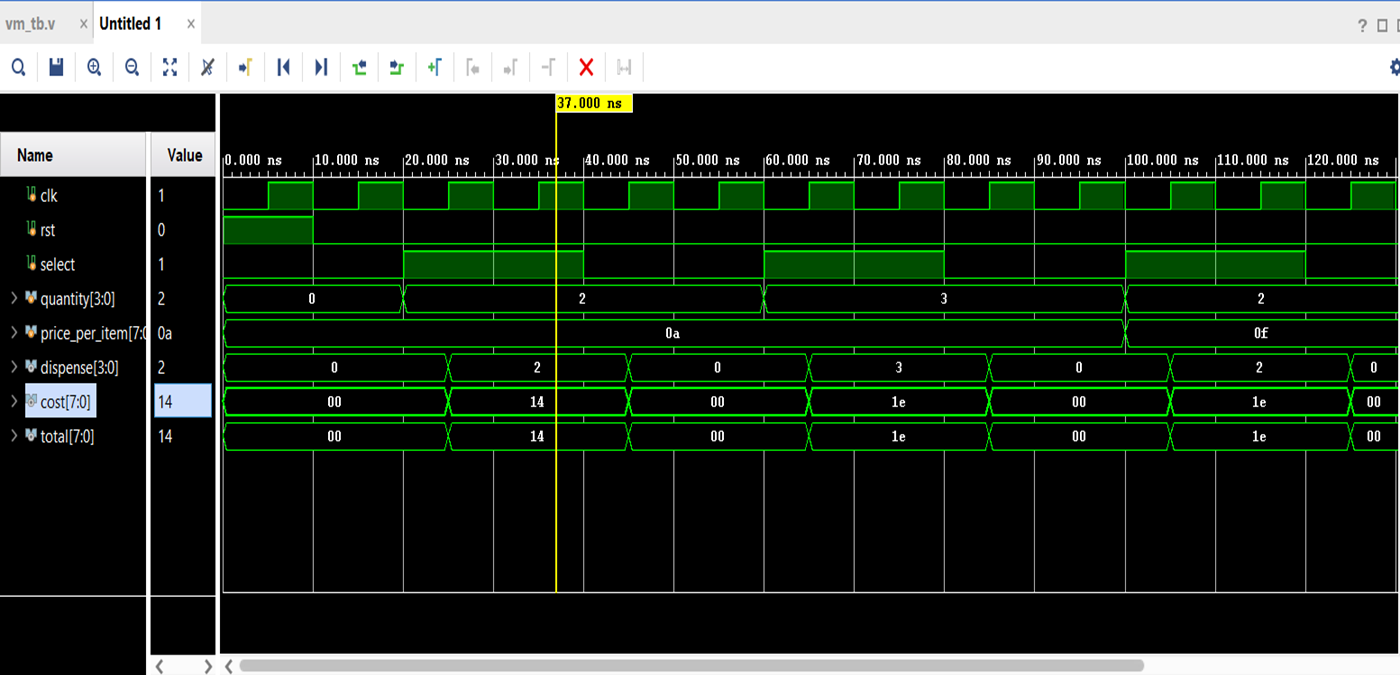 vm_tb.v × Untitled 1 × ?
37.000 ns
Name Value
0.000 ns 10.000 ns 20.000 ns 30.000 ns 40.000 ns 50.000 ns 60.000 ns 70.000 ns 80.000 ns 90.000 ns 100.000 ns 110.000 ns 120.000 ns
clk 1
rst 0
select 1
quantity[3:0] 2 0 2 3 2
price_per_item[7:0 0a 0a 0f
dispense[3:0] 2 0 2 0 3 0 2 0
cost[7:0] 14 00 14 00 1e 00 1e 00
total[7:0] 14 00 14 00 1e 00 1e 00